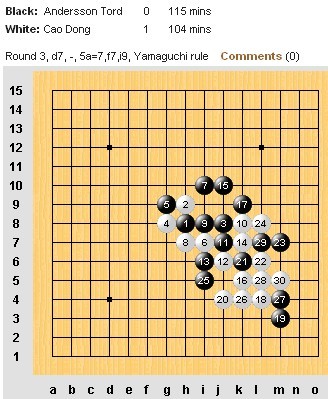 Black: Andersson Tord 0 115 mins
White: Cao Dong 1 104 mins
Round 3, d7, -, 5a=7,f7,i9, Yamaguchi rule Comments (0)
15
14
13
12
11
10 7 15
9 5 2 17
8 4 1 9 3 10 24
7 8 6 11 14 29 23
6 13 12 21 22
5 25 16 28 30
4 20 26 18 27
3 19
2
1
a b c d e f g h i j k l m n o